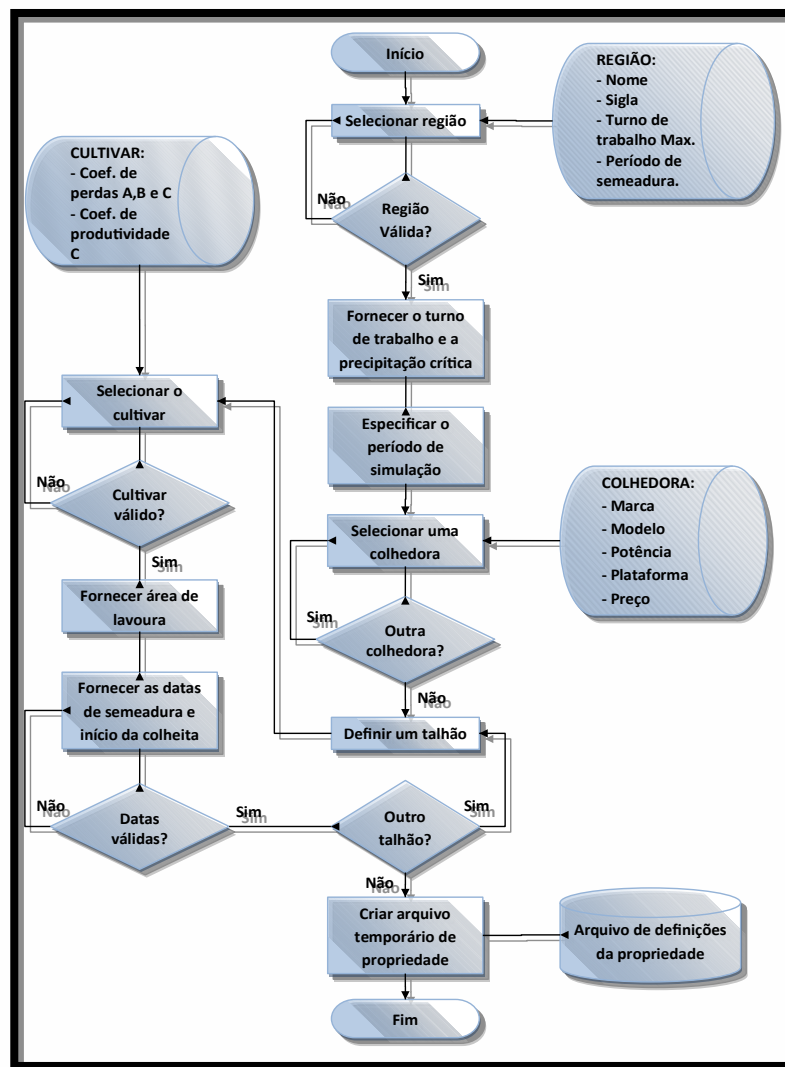 Início
Selecionar região
REGIÃO:
- Nome
- Sigla
- Turno de
trabalho Max.
- Período de
semeadura.
Não
Região
Válida?
Sim
Fornecer o turno
de trabalho e a
precipitação crítica
Especificar o
período de
simulação
Selecionar uma
colhedora
COLHEDORA:
- Marca
- Modelo
- Potência
- Plataforma
- Preço
Sim
Outra
colhedora?
Não
Definir um talhão
CULTIVAR:
- Coef. de
perdas A,B e C
- Coef. de
produtividade
C
Selecionar o
cultivar
Não
Cultivar
válido?
Sim
Fornecer área de
lavoura
Fornecer as datas
de semeadura e
início da colheita
Não
Datas
válidas?
Sim
Outro
talhão?
Sim
Não
Criar arquivo
temporário de
propriedade
Arquivo de definições
da propriedade
Fim